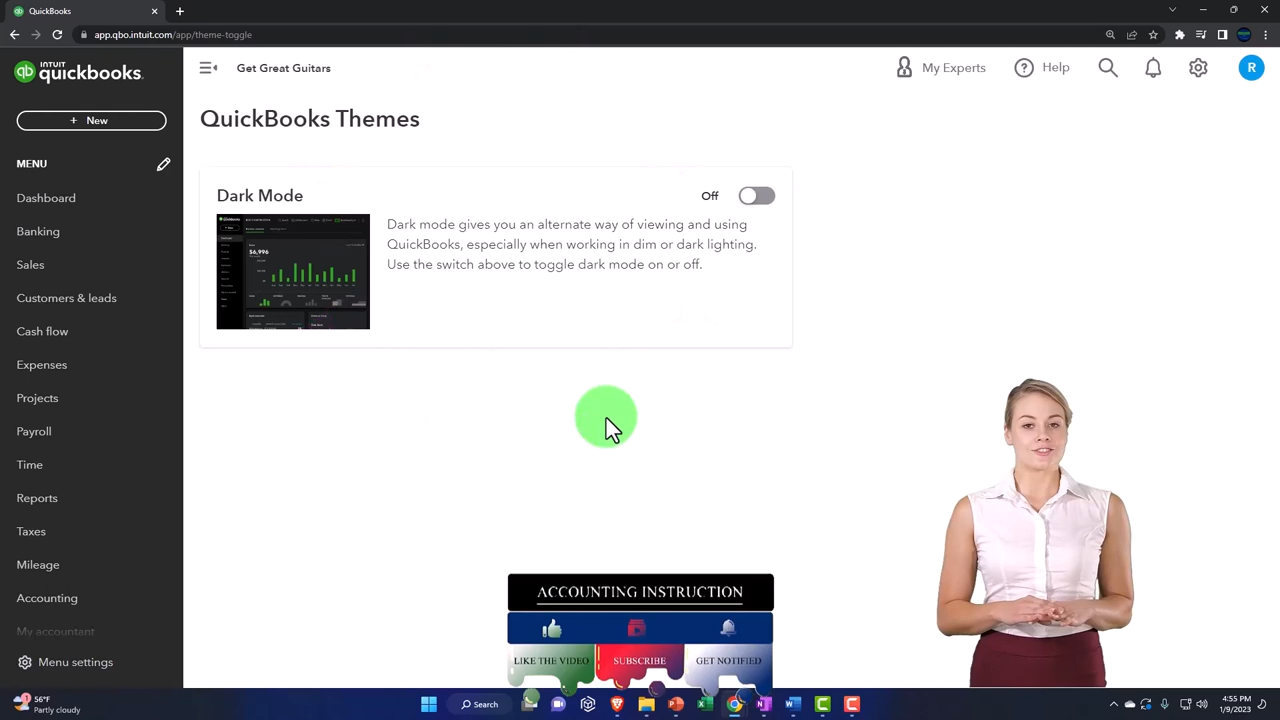 QuickBooks
app.qbo.intuit.com/app/theme-toggle
INTUIT
quickbooks.
Get Great Guitars
My Experts
Help
R
+ New
QuickBooks Themes
MENU
Dashboard
Banking
Sales
Customers & leads
Cash flow
Expenses
Projects
Payroll
Time
Reports
Taxes
Mileage
Accounting
My accountant
Menu settings
Dark Mode
Off
$6,996
Dark mode gives you an alternate way of viewing and using
QuickBooks, especially when working in dim or dark lighting.
Use the switch above to toggle dark mode on or off.
ACCOUNTING INSTRUCTION
LIKE THE VIDEO
SUBSCRIBE
GET NOTIFIED
1
56°F
Partly cloudy
Search
4:55 PM
1/9/2023